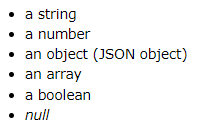 • a string
• a number
• an object (JSON object)
• an array
• a boolean
• null